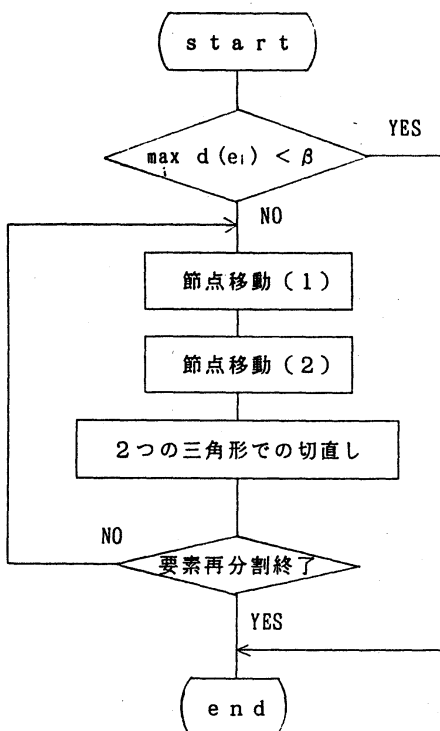 start
YES
max d(eᵢ) < β
i
NO
節点移動(1)
節点移動(2)
2つの三角形での切直し
NO
要素再分割終了
YES
end